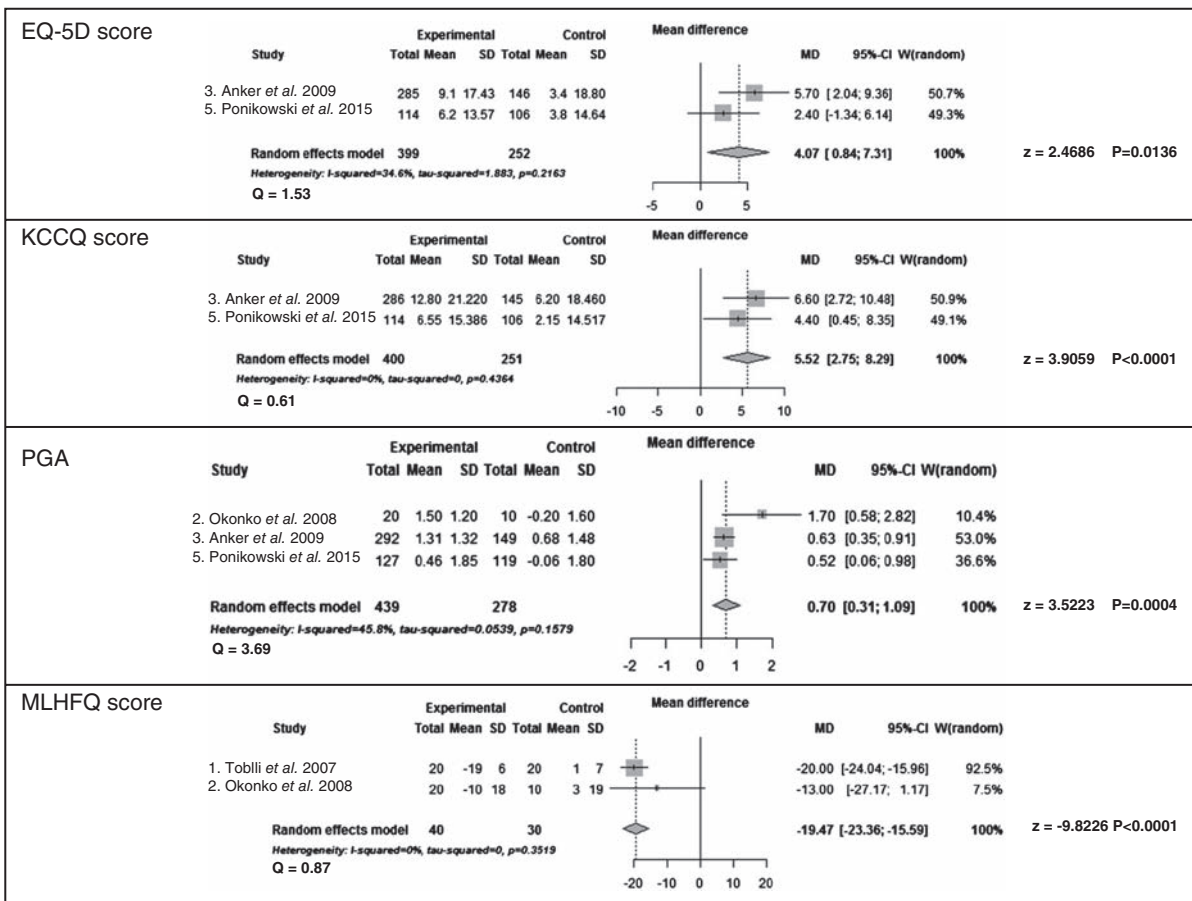 EQ-5D score
Experimental Control Mean difference
Study Total Mean SD Total Mean SD MD 95%-CI W(random)
3. Anker et al. 2009 285 9.1 17.43 146 3.4 18.80 5.70 [ 2.04; 9.36] 50.7%
5. Ponikowski et al. 2015 114 6.2 13.57 106 3.8 14.64 2.40 [-1.34; 6.14] 49.3%
Random effects model 399 252 4.07 [ 0.84; 7.31] 100% z = 2.4686 P=0.0136
Heterogeneity: I-squared=34.6%, tau-squared=1.883, p=0.2163
Q = 1.53
-5 0 5
KCCQ score
Experimental Control Mean difference
Study Total Mean SD Total Mean SD MD 95%-CI W(random)
3. Anker et al. 2009 286 12.80 21.220 145 6.20 18.460 6.60 [2.72; 10.48] 50.9%
5. Ponikowski et al. 2015 114 6.55 15.386 106 2.15 14.517 4.40 [0.45; 8.35] 49.1%
Random effects model 400 251 5.52 [2.75; 8.29] 100% z = 3.9059 P<0.0001
Heterogeneity: I-squared=0%, tau-squared=0, p=0.4364
Q = 0.61
-10 -5 0 5 10
PGA
Experimental Control Mean difference
Study Total Mean SD Total Mean SD MD 95%-CI W(random)
2. Okonko et al. 2008 20 1.50 1.20 10 -0.20 1.60 1.70 [0.58; 2.82] 10.4%
3. Anker et al. 2009 292 1.31 1.32 149 0.68 1.48 0.63 [0.35; 0.91] 53.0%
5. Ponikowski et al. 2015 127 0.46 1.85 119 -0.06 1.80 0.52 [0.06; 0.98] 36.6%
Random effects model 439 278 0.70 [0.31; 1.09] 100% z = 3.5223 P=0.0004
Heterogeneity: I-squared=45.8%, tau-squared=0.0539, p=0.1579
Q = 3.69
-2 -1 0 1 2
MLHFQ score
Experimental Control Mean difference
Study Total Mean SD Total Mean SD MD 95%-CI W(random)
1. Toblli et al. 2007 20 -19 6 20 1 7 -20.00 [-24.04; -15.96] 92.5%
2. Okonko et al. 2008 20 -10 18 10 3 19 -13.00 [-27.17; 1.17] 7.5%
Random effects model 40 30 -19.47 [-23.36; -15.59] 100% z = -9.8226 P<0.0001
Heterogeneity: I-squared=0%, tau-squared=0, p=0.3519
Q = 0.87
-20 -10 0 10 20